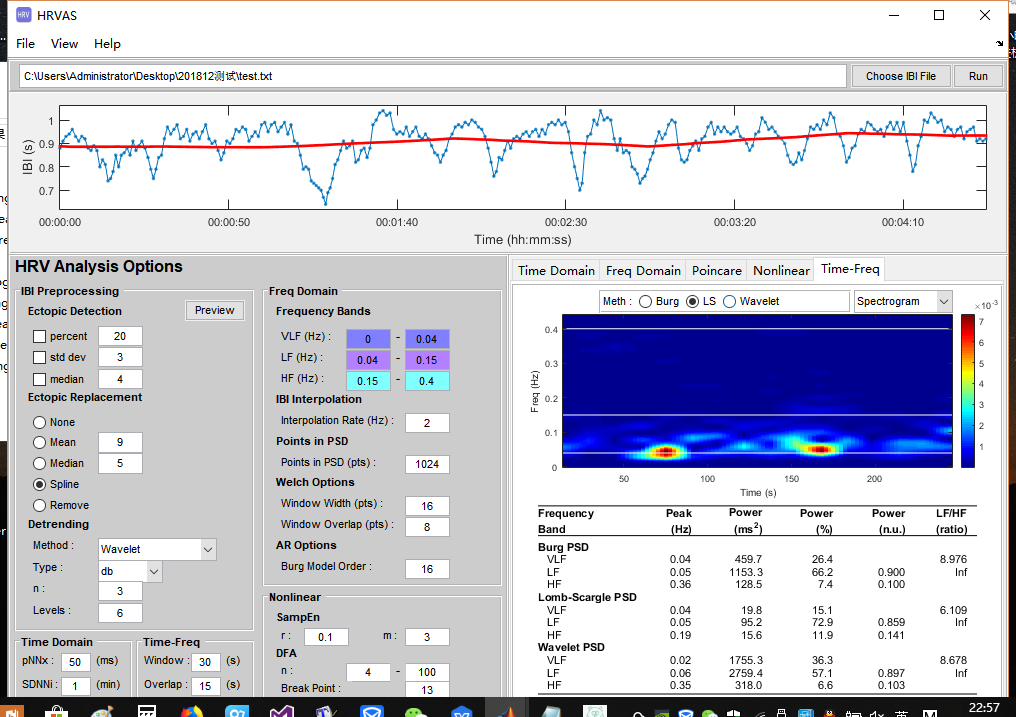 HRV HRVAS
File View Help
C:\Users\Administrator\Desktop\201812测试\test.txt Choose IBI File Run
IBI (s)
1
0.9
0.8
0.7
00:00:00 00:00:50 00:01:40 00:02:30 00:03:20 00:04:10
Time (hh:mm:ss)
HRV Analysis Options
IBI Preprocessing
Ectopic Detection Preview
percent 20
std dev 3
median 4
Ectopic Replacement
None
Mean 9
Median 5
Spline
Remove
Detrending
Method : Wavelet
Type : db
n : 3
Levels : 6
Time Domain
pNNx : 50 (ms)
SDNNi : 1 (min)
Time-Freq
Window : 30 (s)
Overlap : 15 (s)
Freq Domain
Frequency Bands
VLF (Hz) : 0 - 0.04
LF (Hz) : 0.04 - 0.15
HF (Hz) : 0.15 - 0.4
IBI Interpolation
Interpolation Rate (Hz) : 2
Points in PSD
Points in PSD (pts) : 1024
Welch Options
Window Width (pts) : 16
Window Overlap (pts) : 8
AR Options
Burg Model Order : 16
Nonlinear
SampEn
r : 0.1 m : 3
DFA
n : 4 - 100
Break Point : 13
Time Domain Freq Domain Poincare Nonlinear Time-Freq
Meth : Burg LS Wavelet Spectrogram
×10-3
Freq (Hz)
0.4
0.3
0.2
0.1
0
7
6
5
4
3
2
1
50 100 150 200
Time (s)
Frequency Peak Power Power Power LF/HF
Band (Hz) (ms2) (%) (n.u.) (ratio)
Burg PSD
VLF 0.04 459.7 26.4 8.976
LF 0.05 1153.3 66.2 0.900 Inf
HF 0.36 128.5 7.4 0.100
Lomb-Scargle PSD
VLF 0.04 19.8 15.1 6.109
LF 0.05 95.2 72.9 0.859 Inf
HF 0.19 15.6 11.9 0.141
Wavelet PSD
VLF 0.02 1755.3 36.3 8.678
LF 0.06 2759.4 57.1 0.897 Inf
HF 0.35 318.0 6.6 0.103
22:57